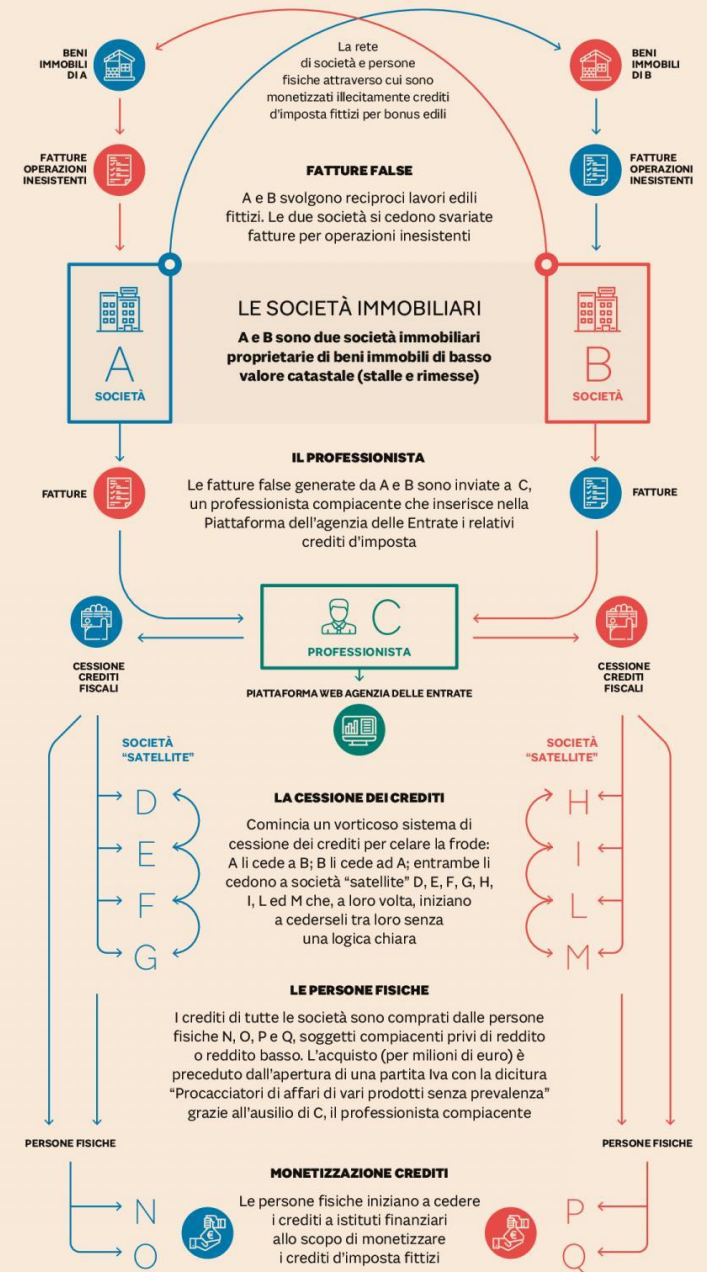 La rete
di società e persone
fisiche attraverso cui sono
monetizzati illecitamente crediti
d'imposta fittizi per bonus edili
BENI
IMMOBILI
DI A
BENI
IMMOBILI
DI B
FATTURE
OPERAZIONI
INESISTENTI
FATTURE
OPERAZIONI
INESISTENTI
FATTURE FALSE
A e B svolgono reciproci lavori edili
fittizi. Le due società si cedono svariate
fatture per operazioni inesistenti
A
SOCIETÀ
LE SOCIETÀ IMMOBILIARI
A e B sono due società immobiliari
proprietarie di beni immobili di basso
valore catastale (stalle e rimesse)
B
SOCIETÀ
FATTURE
IL PROFESSIONISTA
Le fatture false generate da A e B sono inviate a C,
un professionista compiacente che inserisce nella
Piattaforma dell'agenzia delle Entrate i relativi
crediti d'imposta
FATTURE
C
PROFESSIONISTA
PIATTAFORMA WEB AGENZIA DELLE ENTRATE
CESSIONE
CREDITI
FISCALI
CESSIONE
CREDITI
FISCALI
SOCIETÀ
"SATELLITE"
D
E
F
G
LA CESSIONE DEI CREDITI
Comincia un vorticoso sistema di
cessione dei crediti per celare la frode:
A li cede a B; B li cede ad A; entrambe li
cedono a società "satellite" D, E, F, G, H,
I, L ed M che, a loro volta, iniziano
a cederseli tra loro senza
una logica chiara
SOCIETÀ
"SATELLITE"
H
I
L
M
LE PERSONE FISICHE
I crediti di tutte le società sono comprati dalle persone
fisiche N, O, P e Q, soggetti compiacenti privi di reddito
o reddito basso. L'acquisto (per milioni di euro) è
preceduto dall'apertura di una partita Iva con la dicitura
"Procacciatori di affari di vari prodotti senza prevalenza"
grazie all'ausilio di C, il professionista compiacente
PERSONE FISICHE
PERSONE FISICHE
N
O
MONETIZZAZIONE CREDITI
Le persone fisiche iniziano a cedere
i crediti a istituti finanziari
allo scopo di monetizzare
i crediti d'imposta fittizi
P
Q